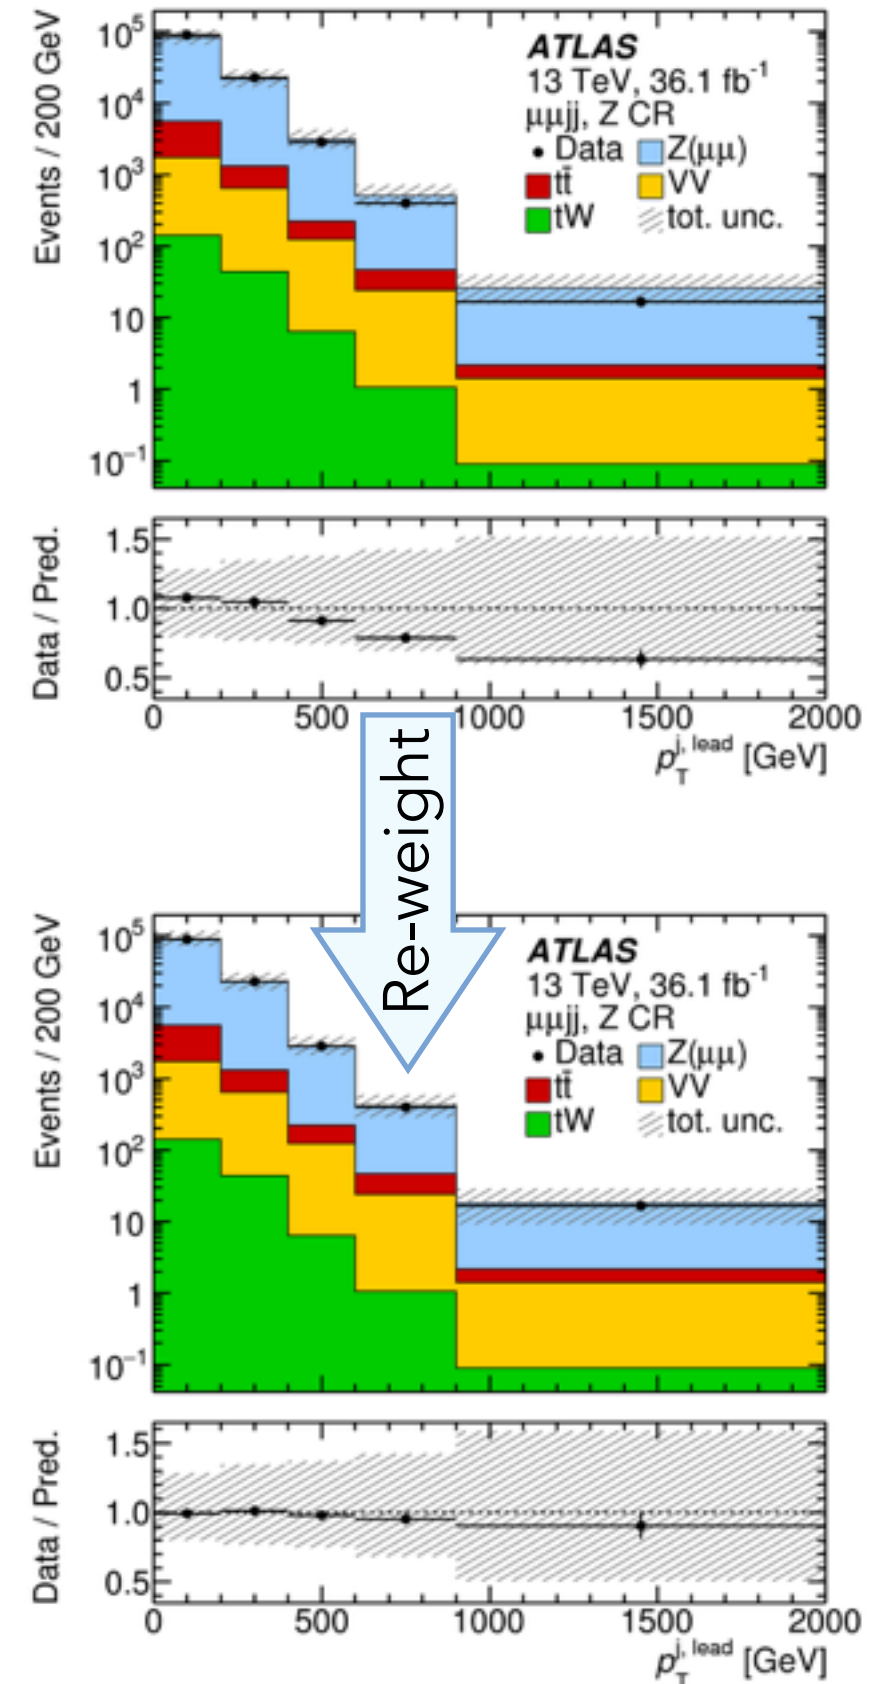 Events / 200 GeV
10⁵
10⁴
10³
10²
10
1
10⁻¹
ATLAS
13 TeV, 36.1 fb⁻¹
μμjj, Z CR
Data Z(μμ)
tt̄ VV
tW tot. unc.
Data / Pred.
1.5
1.0
0.5
0 500 1000 1500 2000
p_T^{j, lead} [GeV]
Re-weight
Events / 200 GeV
10⁵
10⁴
10³
10²
10
1
10⁻¹
ATLAS
13 TeV, 36.1 fb⁻¹
μμjj, Z CR
Data Z(μμ)
tt̄ VV
tW tot. unc.
Data / Pred.
1.5
1.0
0.5
0 500 1000 1500 2000
p_T^{j, lead} [GeV]